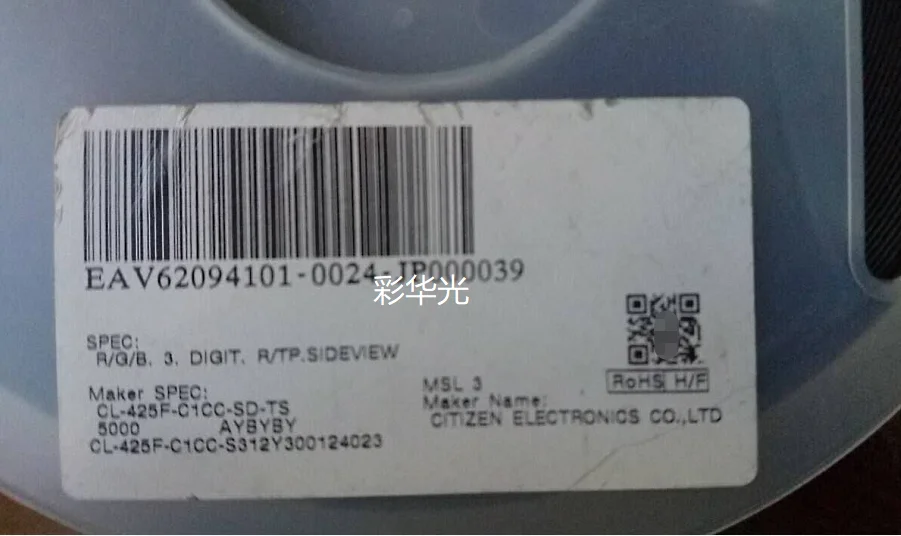 EAV62094101-0024-JP000039
彩华光
SPEC:
R/G/B, 3, DIGIT, R/TP,SIDEVIEW
Maker SPEC:
CL-425F-C1CC-SD-TS
5000 AYBYBY
CL-425F-C1CC-S312Y300124023
MSL 3
Maker Name:
CITIZEN ELECTRONICS CO.,LTD
RoHS H/F